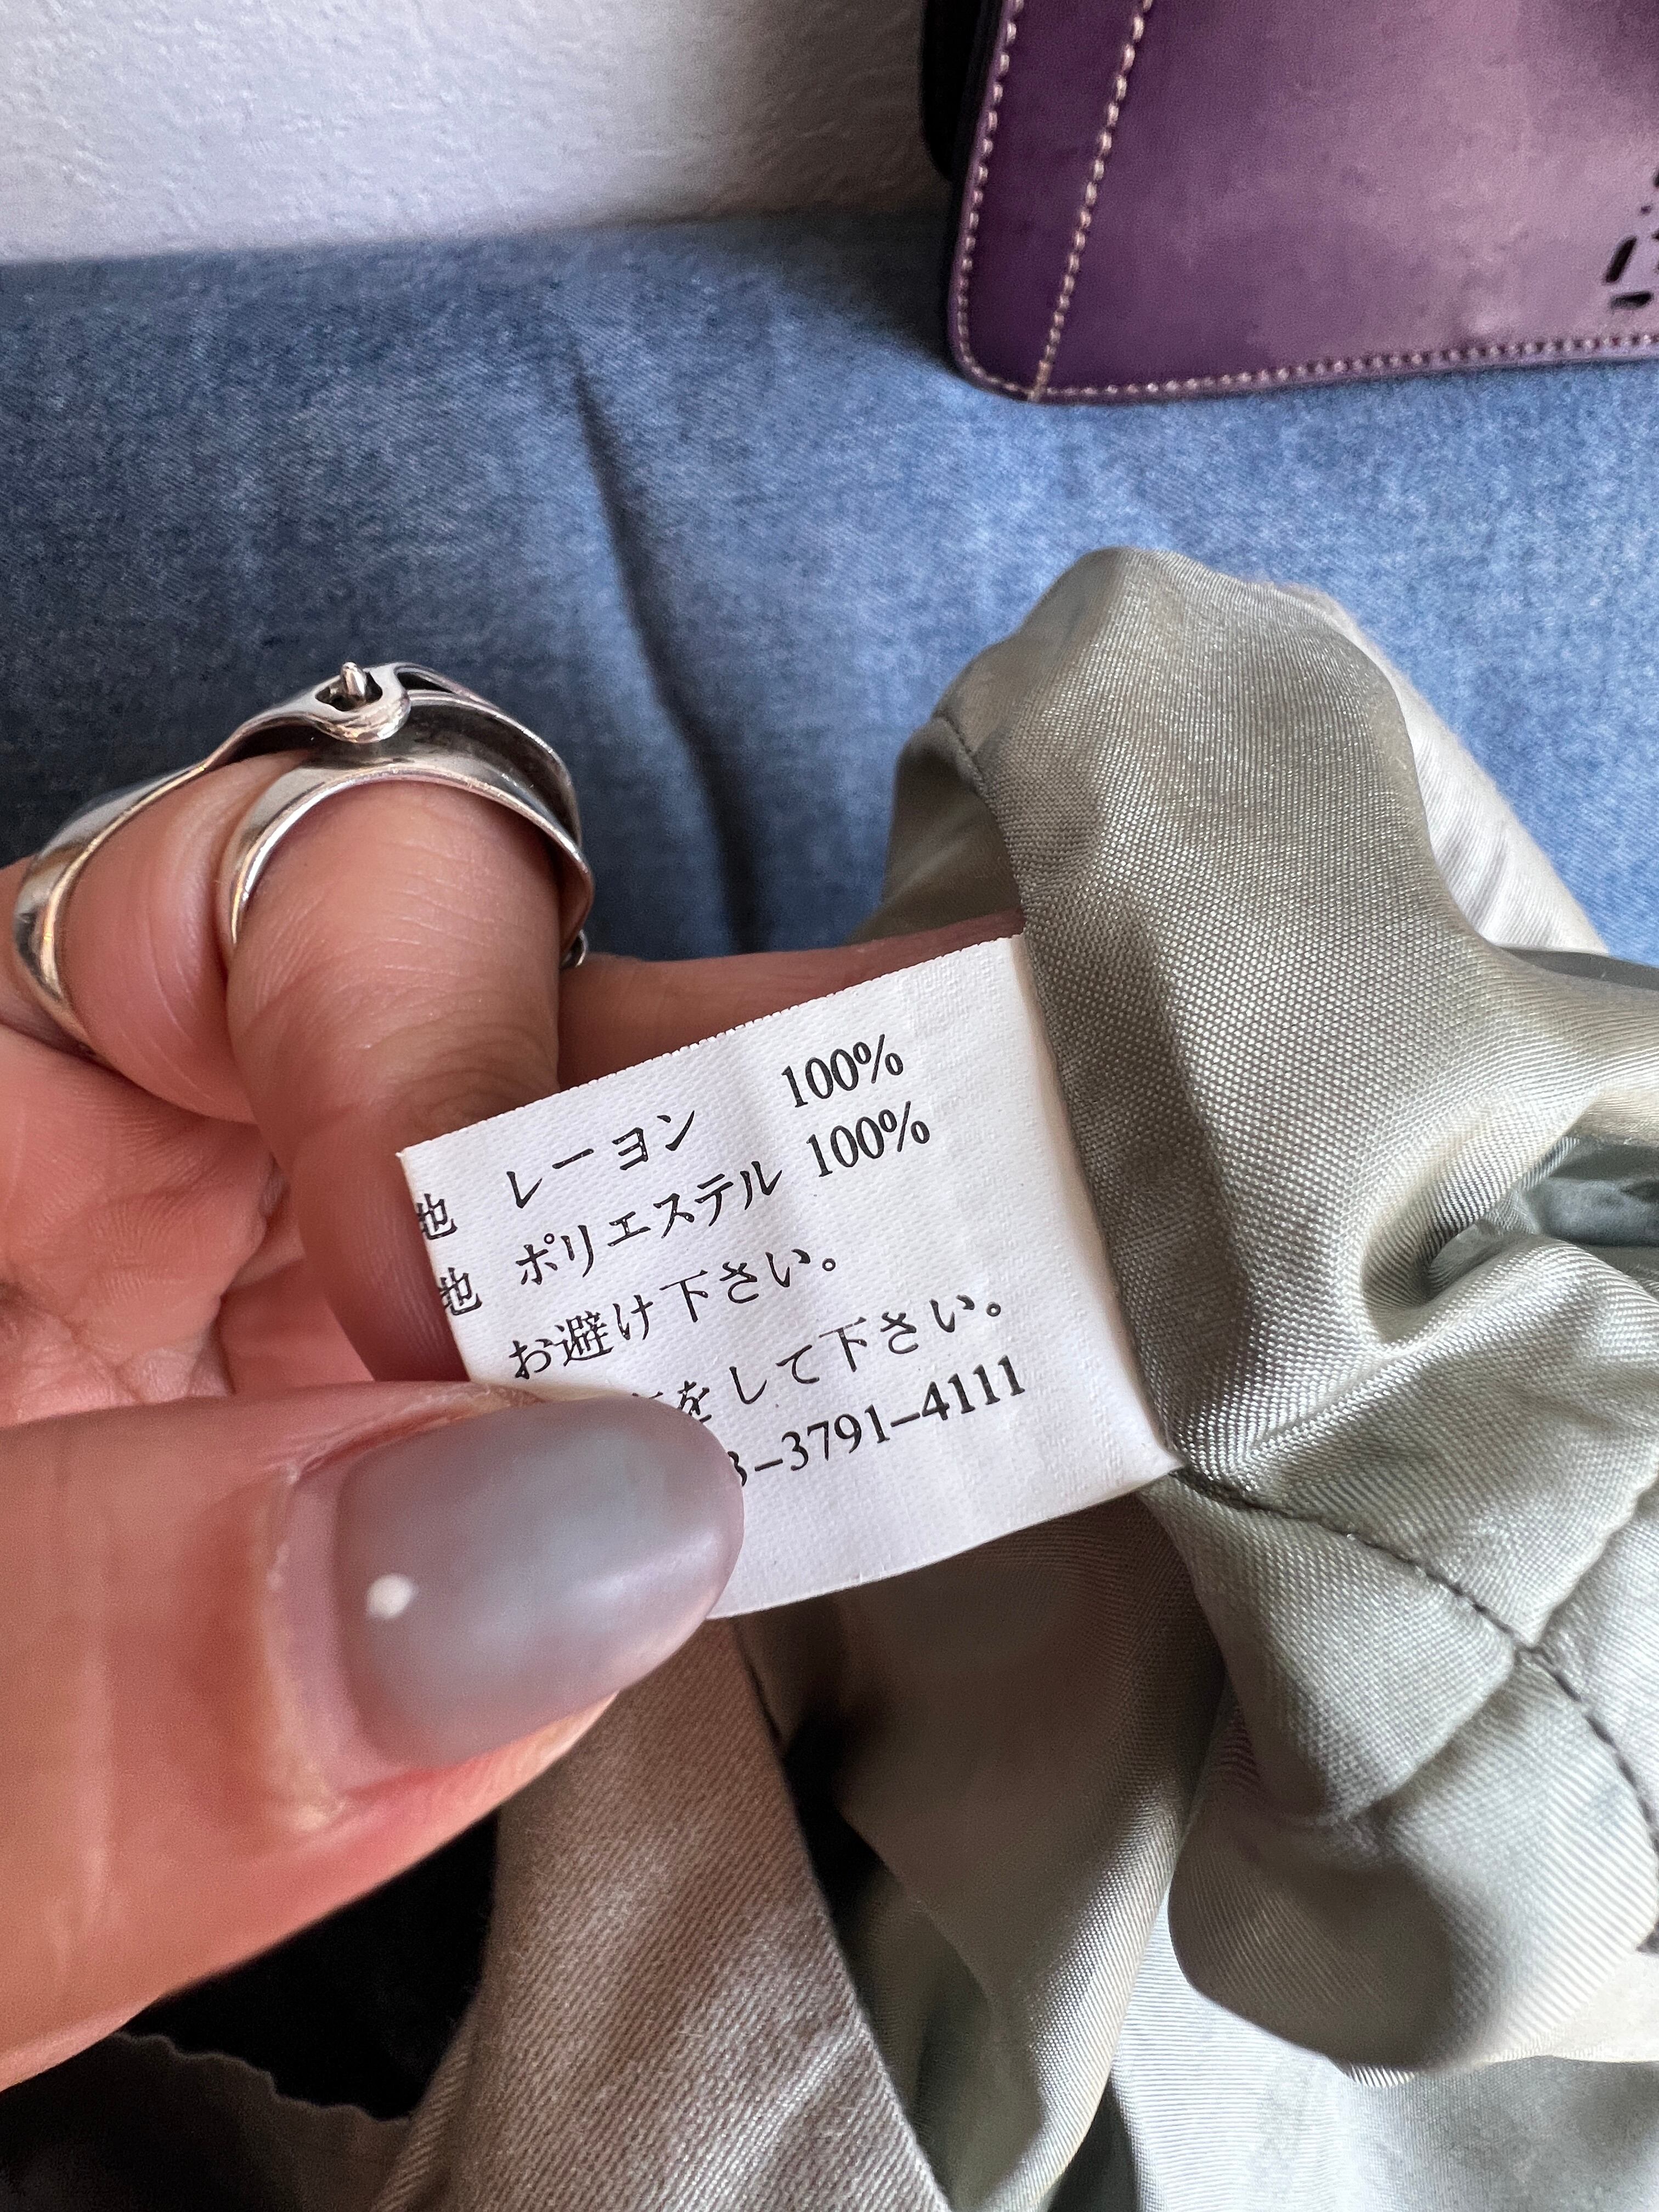 地 レーヨン 100%
地 ポリエステル 100%
お避け下さい。
をして下さい。
3-3791-4111